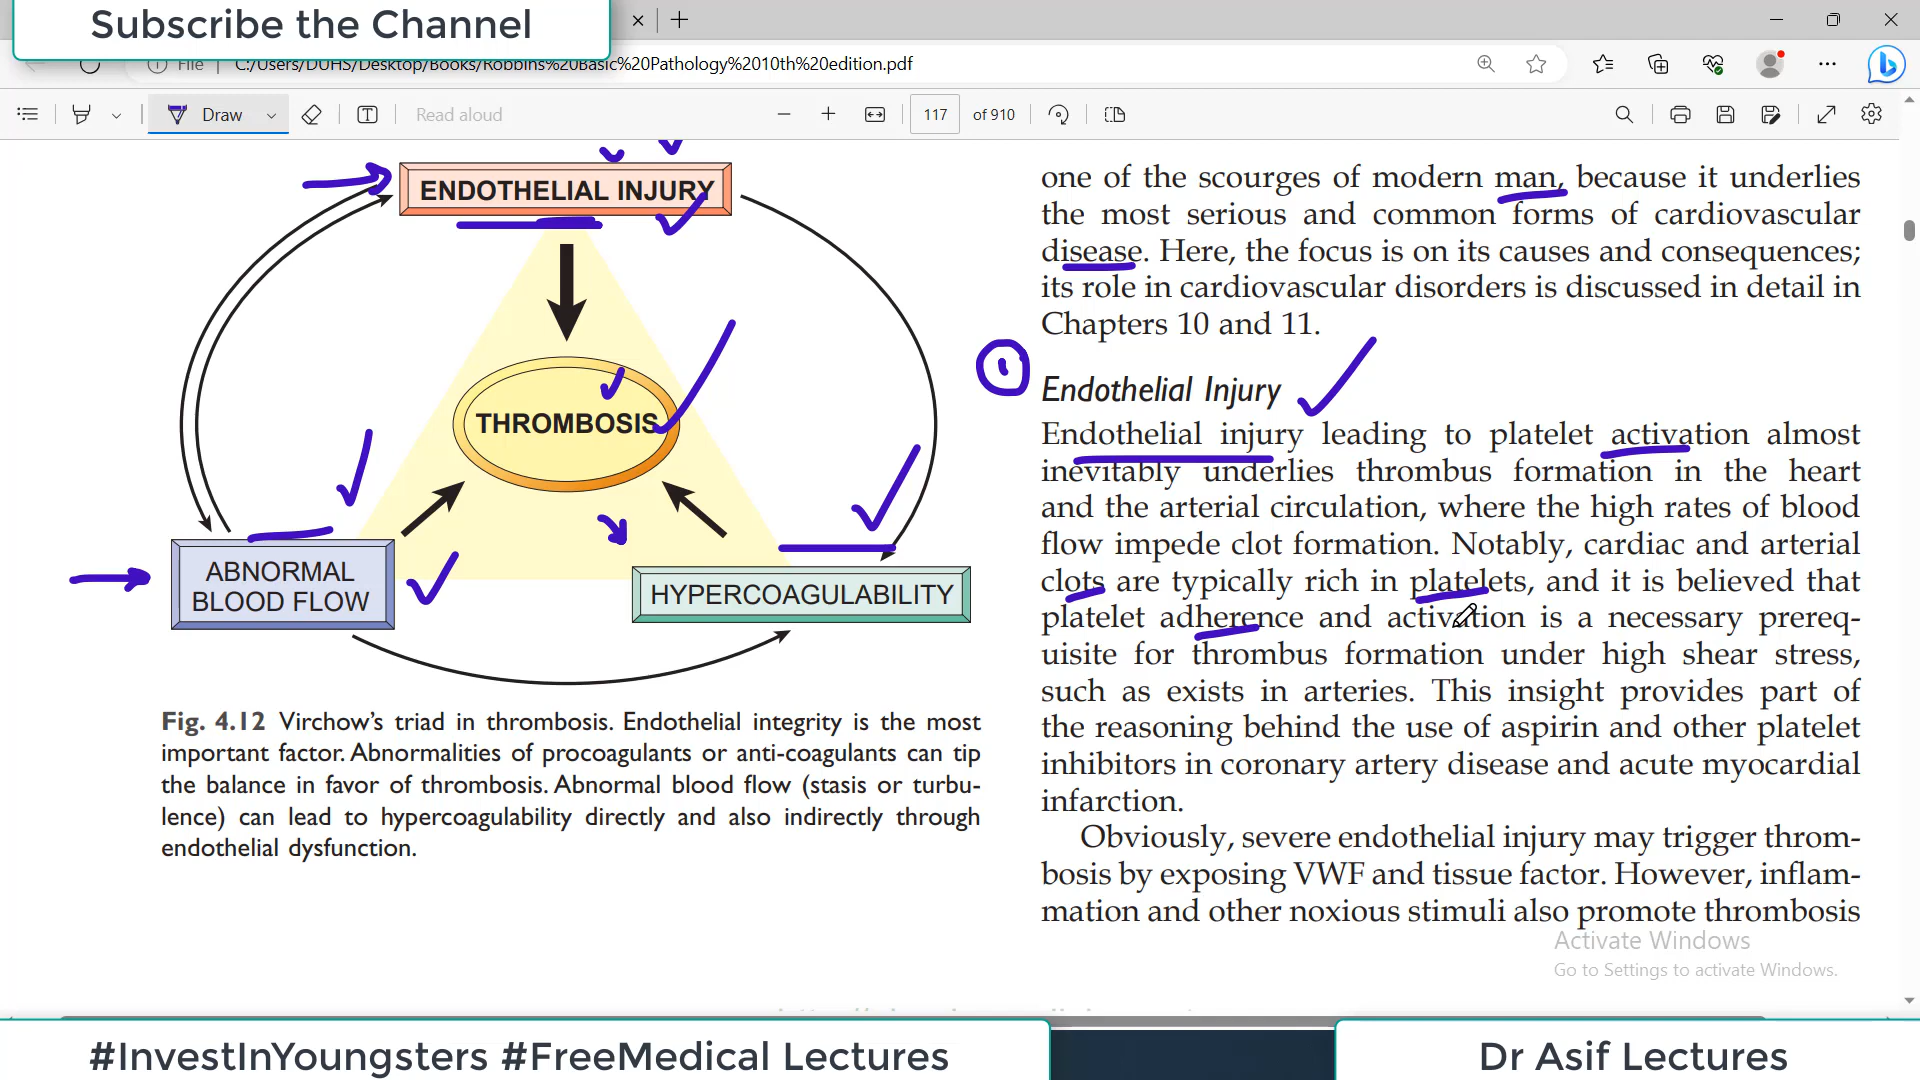 Subscribe the Channel
File
C:/Users/DUHS/Desktop/Books/Robbins%20Basic%20Pathology%2010th%20edition.pdf
Draw
Read aloud
117
of 910
ENDOTHELIAL INJURY
THROMBOSIS
ABNORMAL
BLOOD FLOW
HYPERCOAGULABILITY
Fig. 4.12 Virchow's triad in thrombosis. Endothelial integrity is the most
important factor. Abnormalities of procoagulants or anti-coagulants can tip
the balance in favor of thrombosis. Abnormal blood flow (stasis or turbu-
lence) can lead to hypercoagulability directly and also indirectly through
endothelial dysfunction.
one of the scourges of modern man, because it underlies
the most serious and common forms of cardiovascular
disease. Here, the focus is on its causes and consequences;
its role in cardiovascular disorders is discussed in detail in
Chapters 10 and 11.
Endothelial Injury
Endothelial injury leading to platelet activation almost
inevitably underlies thrombus formation in the heart
and the arterial circulation, where the high rates of blood
flow impede clot formation. Notably, cardiac and arterial
clots are typically rich in platelets, and it is believed that
platelet adherence and activation is a necessary prereq-
uisite for thrombus formation under high shear stress,
such as exists in arteries. This insight provides part of
the reasoning behind the use of aspirin and other platelet
inhibitors in coronary artery disease and acute myocardial
infarction.
Obviously, severe endothelial injury may trigger throm-
bosis by exposing VWF and tissue factor. However, inflam-
mation and other noxious stimuli also promote thrombosis
Activate Windows
Go to Settings to activate Windows.
#InvestInYoungsters #FreeMedical Lectures
Dr Asif Lectures